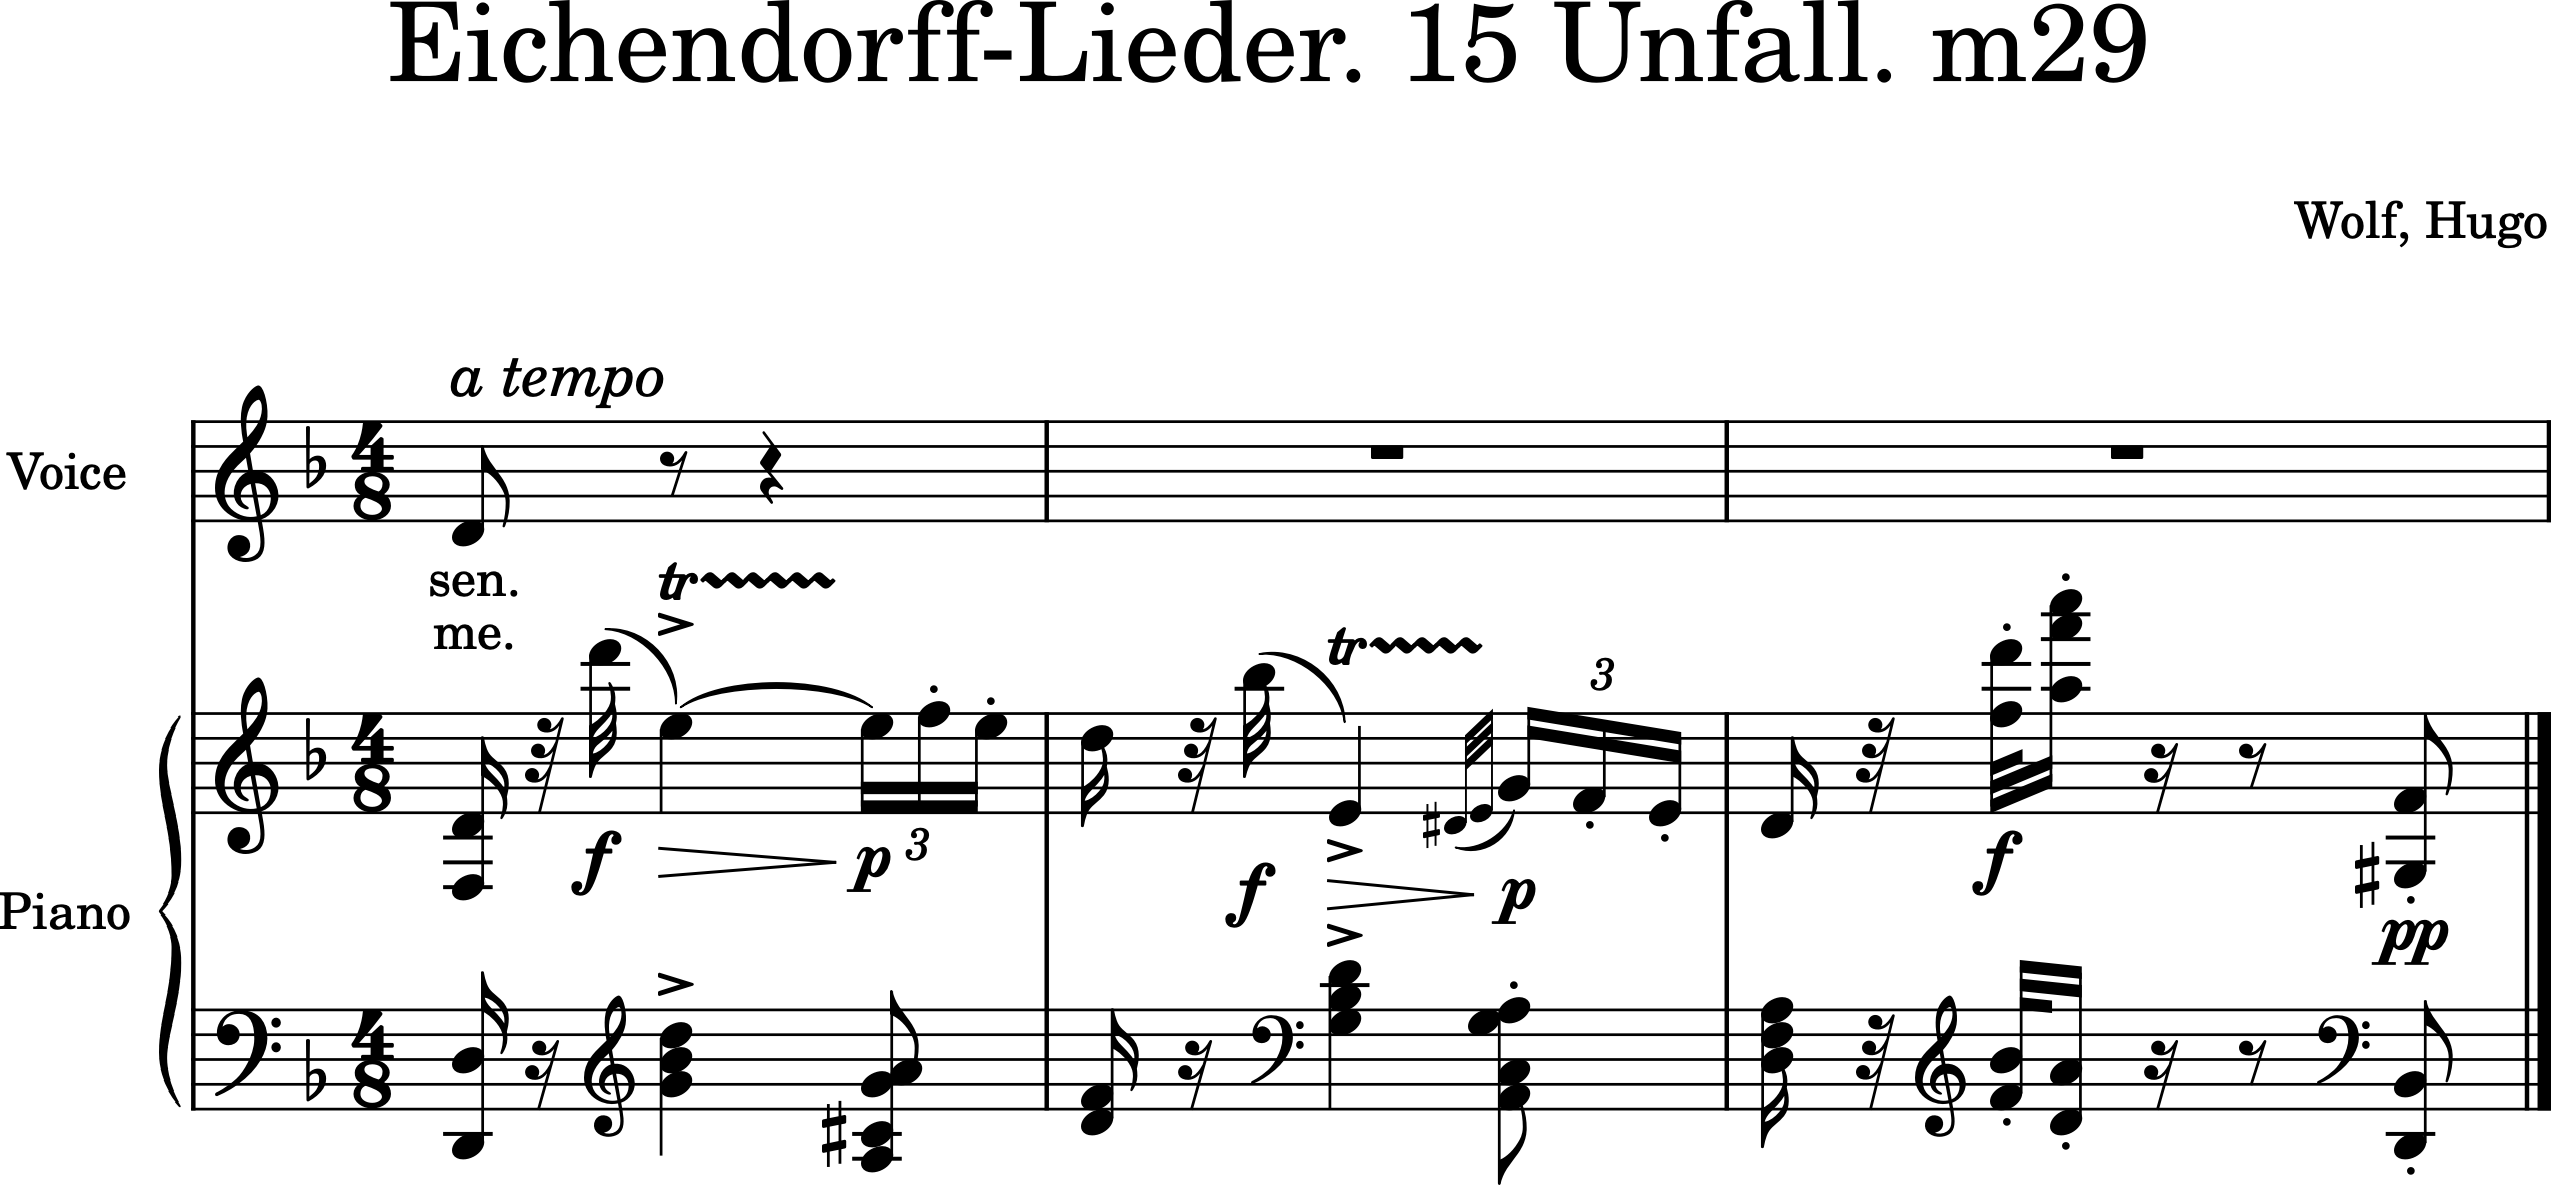 Eichendorff-Lieder. 15 Unfall. m29
Wolf, Hugo
a tempo
Voice
sen.
me.
tr
tr
3
f
p
3
f
p
f
pp
Piano